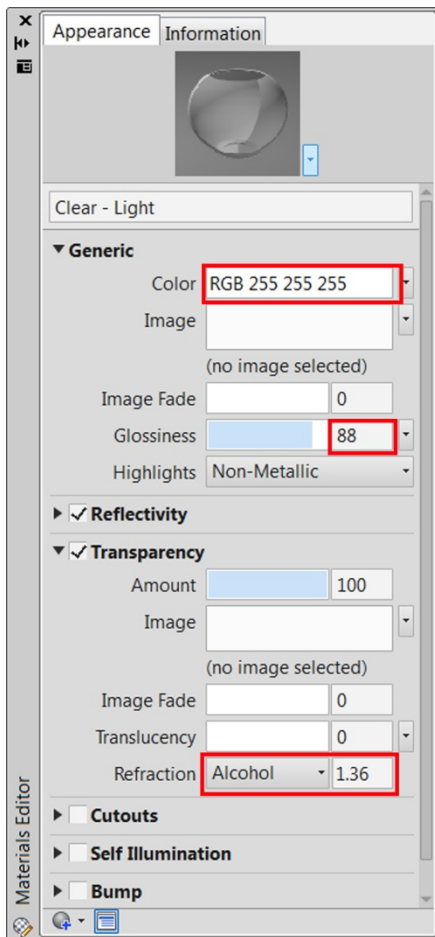 Appearance Information
Clear - Light
Generic
Color RGB 255 255 255
Image
(no image selected)
Image Fade 0
Glossiness 88
Highlights Non-Metallic
Reflectivity
Transparency
Amount 100
Image
(no image selected)
Image Fade 0
Translucency 0
Refraction Alcohol 1.36
Cutouts
Self Illumination
Bump
Materials Editor